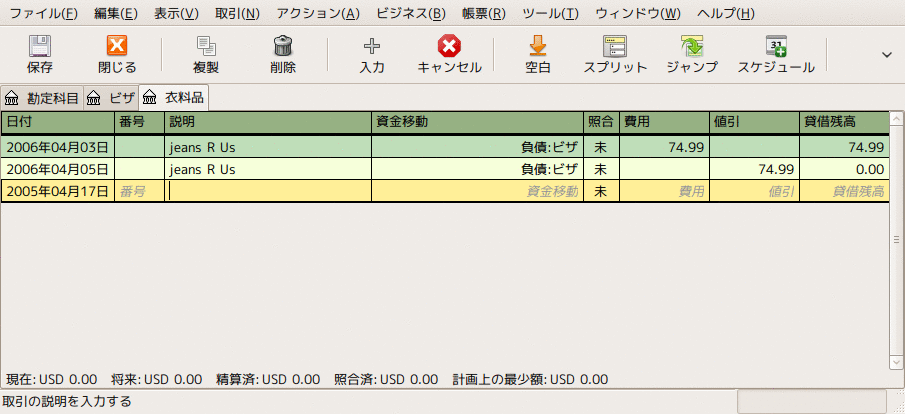 ファイル(F) 編集(E) 表示(V) 取引(N) アクション(A) ビジネス(B) 帳票(R) ツール(T) ウィンドウ(W) ヘルプ(H)
保存 閉じる 複製 削除 入力 キャンセル 空白 スプリット ジャンプ スケジュール
勘定科目 ビザ 衣料品
日付 番号 説明 資金移動 照合 費用 値引 貸借残高
2006年04月03日 jeans R Us 負債:ビザ 未 74.99 74.99
2006年04月05日 jeans R Us 負債:ビザ 未 74.99 0.00
2005年04月17日 番号 資金移動 未 費用 値引 貸借残高
現在: USD 0.00 将来: USD 0.00 精算済: USD 0.00 照合済: USD 0.00 計画上の最少額: USD 0.00
取引の説明を入力する